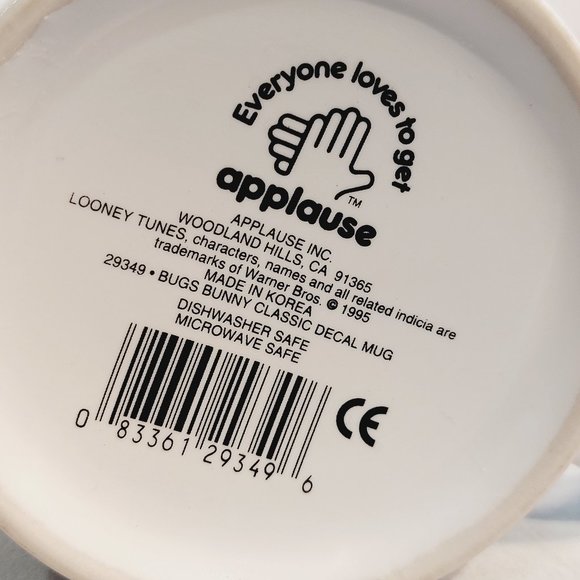 Everyone loves to get
applause™
APPLAUSE INC.
WOODLAND HILLS, CA 91365
LOONEY TUNES, characters, names and all related indicia are
trademarks of Warner Bros. © 1995
MADE IN KOREA
29349 • BUGS BUNNY CLASSIC DECAL MUG
DISHWASHER SAFE
MICROWAVE SAFE
CE
0 83361 29349 6